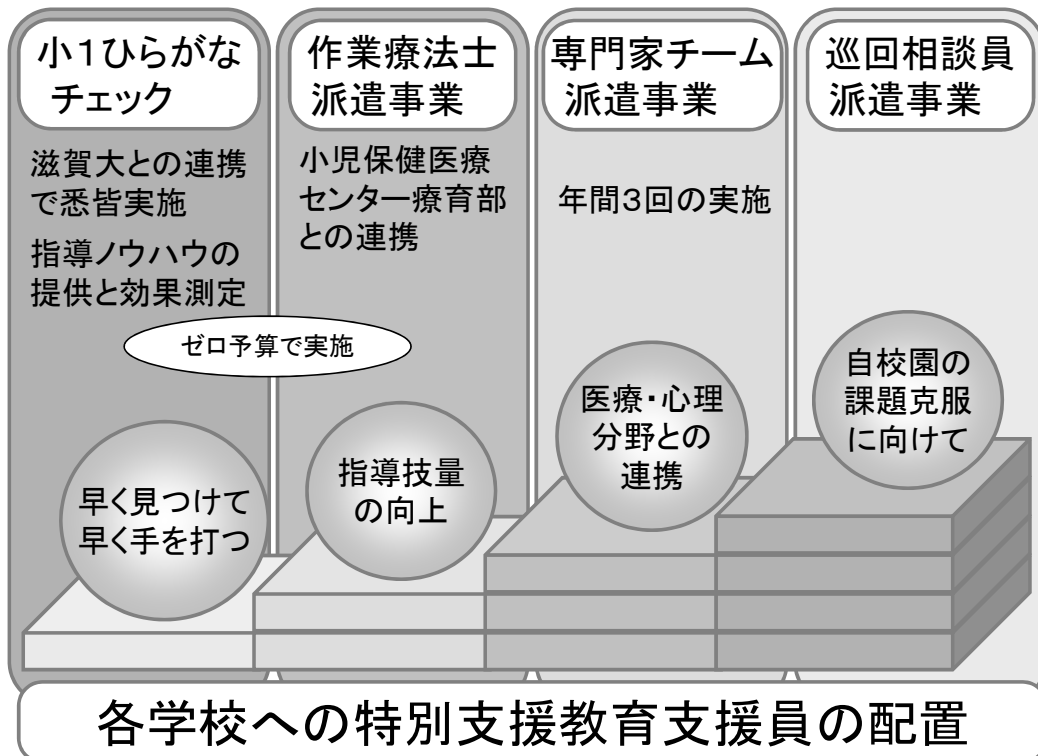 小1ひらがな
チェック
滋賀大との連携
で悉皆実施
指導ノウハウの
提供と効果測定
早く見つけて
早く手を打つ
作業療法士
派遣事業
小児保健医療
センター療育部
との連携
ゼロ予算で実施
指導技量
の向上
専門家チーム
派遣事業
年間3回の実施
医療・心理
分野との
連携
巡回相談員
派遣事業
自校園の
課題克服
に向けて
各学校への特別支援教育支援員の配置